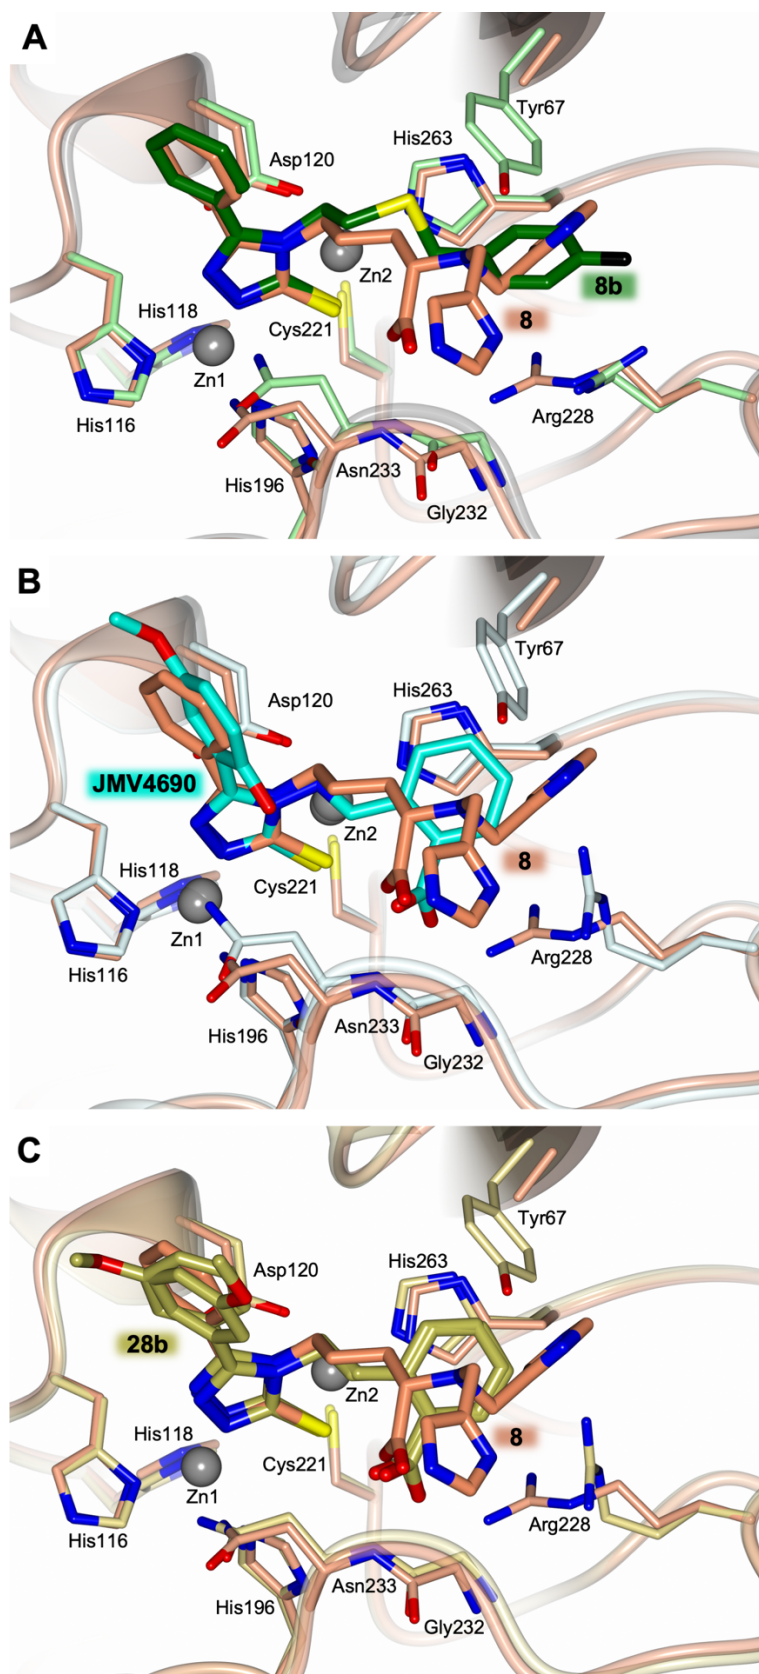 A
Tyr67
His263
Asp120
Zn2
8b
His118
8
Cys221
Zn1
Arg228
His116
Asn233
His196
Gly232
B
Tyr67
His263
Asp120
JMV4690
Zn2
8
His118
Cys221
Zn1
Arg228
His116
Asn233
His196
Gly232
C
Tyr67
His263
Asp120
28b
Zn2
8
His118
Cys221
Zn1
Arg228
His116
Asn233
His196
Gly232